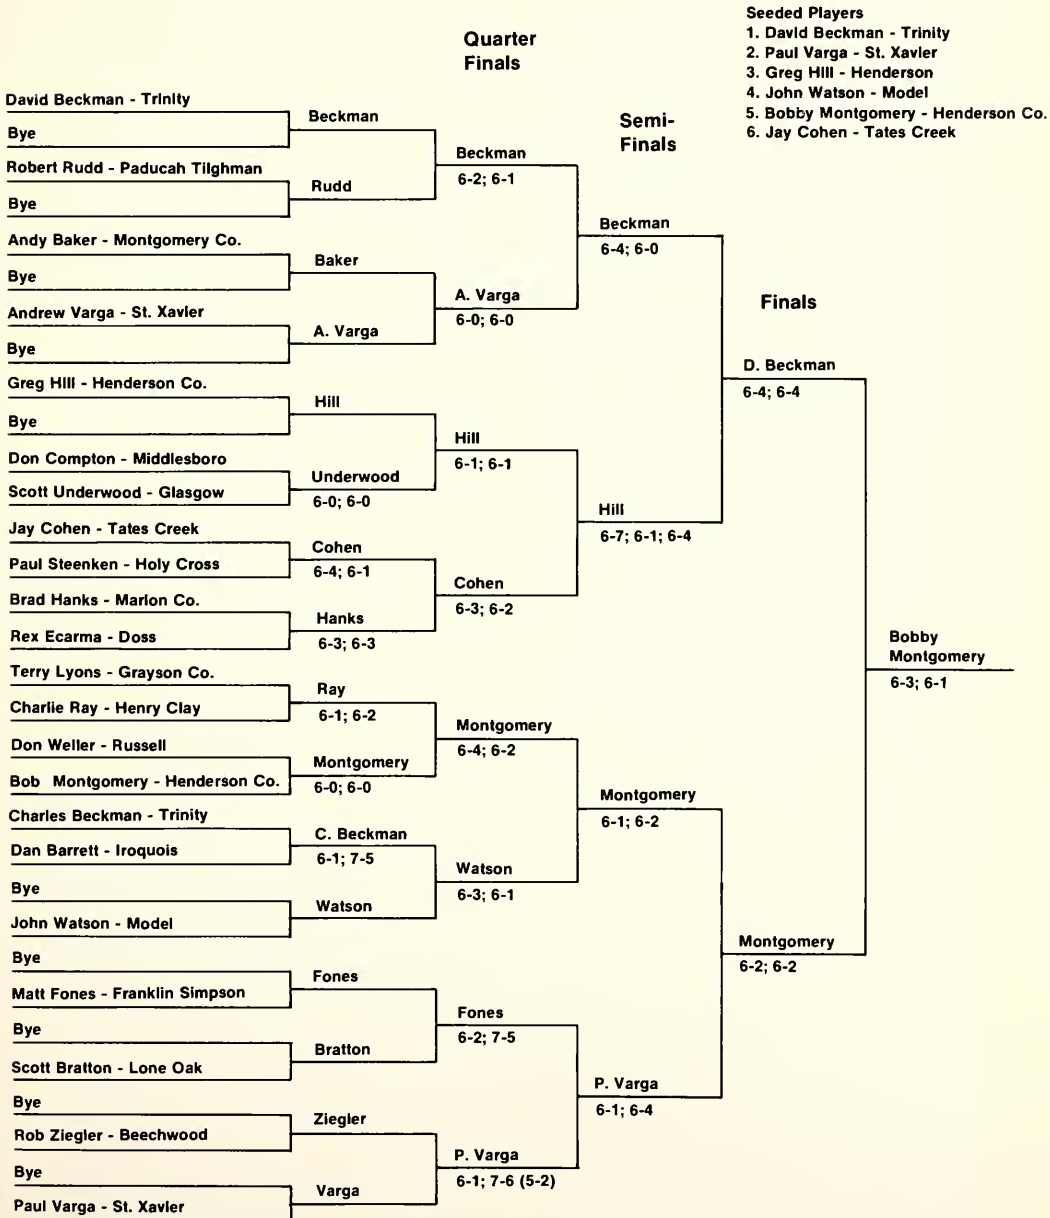 Seeded Players
1. David Beckman - Trinity
2. Paul Varga - St. Xavier
3. Greg Hill - Henderson
4. John Watson - Model
5. Bobby Montgomery - Henderson Co.
6. Jay Cohen - Tates Creek
Quarter
Finals
Semi-
Finals
Finals
David Beckman - Trinity
Bye
Robert Rudd - Paducah Tilghman
Bye
Andy Baker - Montgomery Co.
Bye
Andrew Varga - St. Xavier
Bye
Greg Hill - Henderson Co.
Bye
Don Compton - Middlesboro
Scott Underwood - Glasgow
Jay Cohen - Tates Creek
Paul Steenken - Holy Cross
Brad Hanks - Marion Co.
Rex Ecarma - Doss
Terry Lyons - Grayson Co.
Charlie Ray - Henry Clay
Don Weller - Russell
Bob Montgomery - Henderson Co.
Charles Beckman - Trinity
Dan Barrett - Iroquois
Bye
John Watson - Model
Bye
Matt Fones - Franklin Simpson
Bye
Scott Bratton - Lone Oak
Bye
Rob Ziegler - Beechwood
Bye
Paul Varga - St. Xavier
Beckman
Rudd
Baker
A. Varga
Hill
Underwood
6-0; 6-0
Cohen
6-4; 6-1
Hanks
6-3; 6-3
Ray
6-1; 6-2
Montgomery
6-0; 6-0
C. Beckman
6-1; 7-5
Watson
Fones
Bratton
Ziegler
Varga
Beckman
6-2; 6-1
A. Varga
6-0; 6-0
Hill
6-1; 6-1
Cohen
6-3; 6-2
Montgomery
6-4; 6-2
Watson
6-3; 6-1
Fones
6-2; 7-5
P. Varga
6-1; 7-6 (5-2)
Beckman
6-4; 6-0
Hill
6-7; 6-1; 6-4
Montgomery
6-1; 6-2
P. Varga
6-1; 6-4
D. Beckman
6-4; 6-4
Montgomery
6-2; 6-2
Bobby
Montgomery
6-3; 6-1